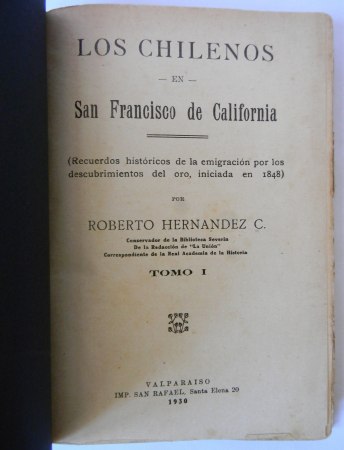 LOS CHILENOS
— EN —
San Francisco de California
(Recuerdos históricos de la emigración por los
descubrimientos del oro, iniciada en 1848)
POR
ROBERTO HERNANDEZ C.
Conservador de la Biblioteca Severin
De la Redacción de "La Unión"
Correspondiente de la Real Academia de la Historia
TOMO I
VALPARAISO
IMP. SAN RAFAEL, Santa Elena 20
1930